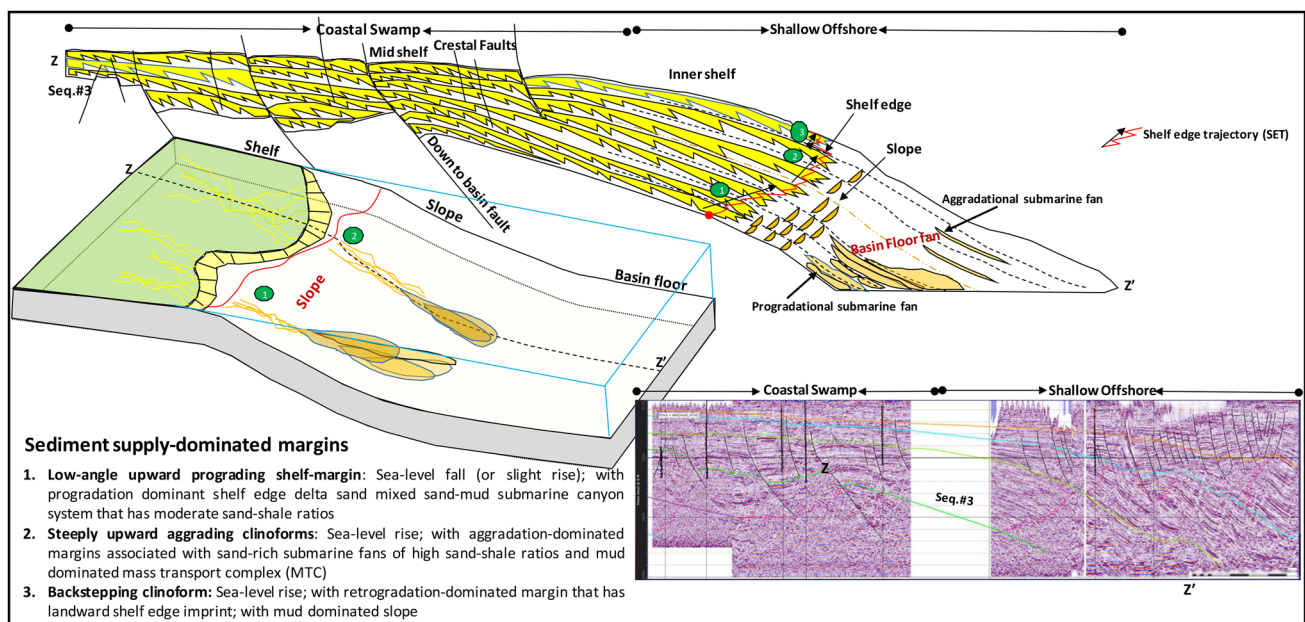 Coastal Swamp
Shallow Offshore
Z
Mid shelf
Crestal Faults
Inner shelf
Seq.#3
Shelf edge
3
Shelf edge trajectory (SET)
2
Slope
Shelf
Z
Down to basin fault
1
Aggradational submarine fan
Slope
Basin Floor fan
2
Basin floor
Z'
Progradational submarine fan
1
Slope
Z'
Coastal Swamp
Shallow Offshore
Z
Seq.#3
Z'
Sediment supply-dominated margins
1. Low-angle upward prograding shelf-margin: Sea-level fall (or slight rise); with
progradation dominant shelf edge delta sand mixed sand-mud submarine canyon
system that has moderate sand-shale ratios
2. Steeply upward aggrading clinoforms: Sea-level rise; with aggradation-dominated
margins associated with sand-rich submarine fans of high sand-shale ratios and mud
dominated mass transport complex (MTC)
3. Backstepping clinoform: Sea-level rise; with retrogradation-dominated margin that has
landward shelf edge imprint; with mud dominated slope